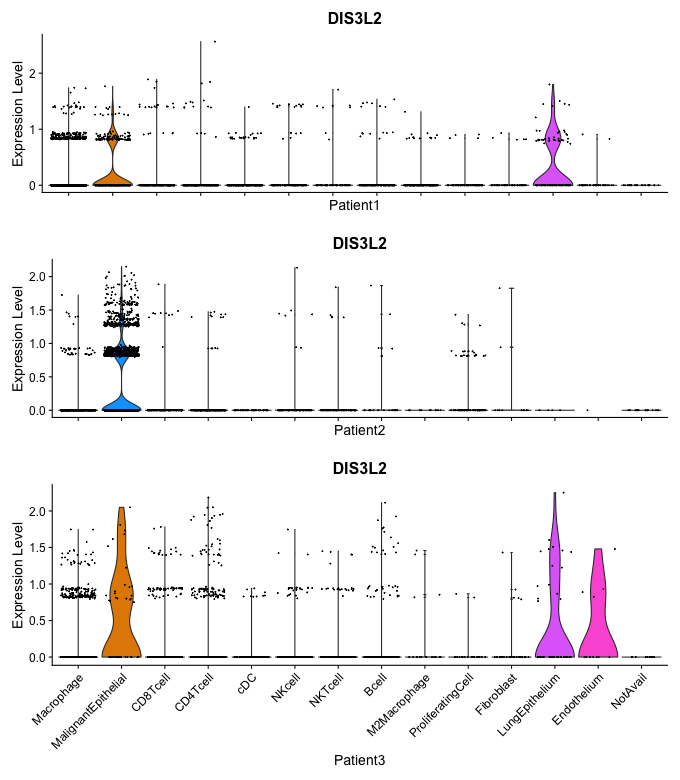 DIS3L2
Expression Level
2
1
0
Patient1
DIS3L2
Expression Level
2.0
1.5
1.0
0.5
0.0
Patient2
DIS3L2
Expression Level
2.0
1.5
1.0
0.5
0.0
Macrophage
MalignantEpithelial
CD8Tcell
CD4Tcell
cDC
NKcell
NKTcell
Bcell
M2Macrophage
ProliferatingCell
Fibroblast
LungEpithelium
Endothelium
NotAvail
Patient3